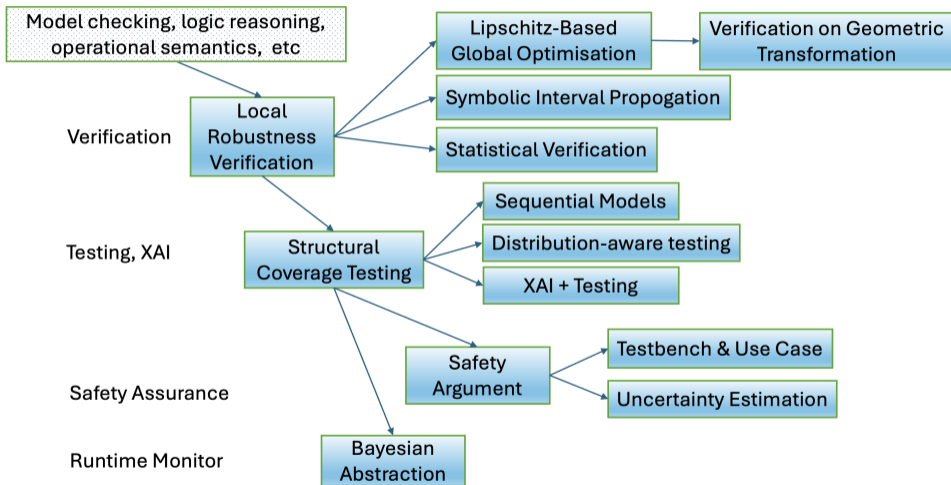 Model checking, logic reasoning,
operational semantics, etc
Lipschitz-Based
Global Optimisation
Verification on Geometric
Transformation
Verification
Local
Robustness
Verification
Symbolic Interval Propogation
Statistical Verification
Testing, XAI
Structural
Coverage Testing
Sequential Models
Distribution-aware testing
XAI + Testing
Safety Assurance
Safety
Argument
Testbench & Use Case
Uncertainty Estimation
Runtime Monitor
Bayesian
Abstraction